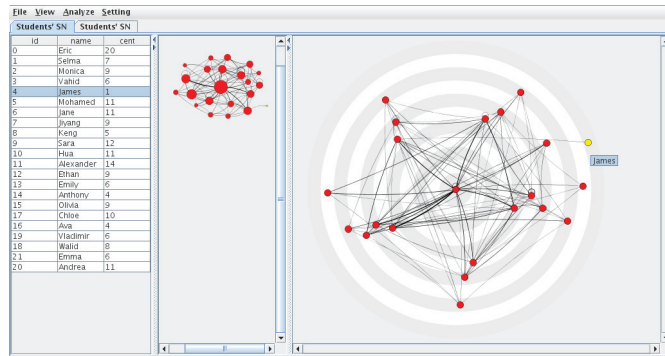 File View Analyze Setting
Students' SN Students' SN
id name cent
0 Eric 20
1 Selma 7
2 Monica 9
3 Vahid 6
4 James 1
5 Mohamed 11
6 Jane 11
7 Jiyang 9
8 Keng 5
9 Sara 12
10 Hua 11
11 Alexander 14
12 Ethan 9
13 Emily 6
14 Anthony 4
15 Olivia 9
17 Chloe 10
16 Ava 4
19 Vladimir 6
18 Walid 8
21 Emma 6
20 Andrea 11
James